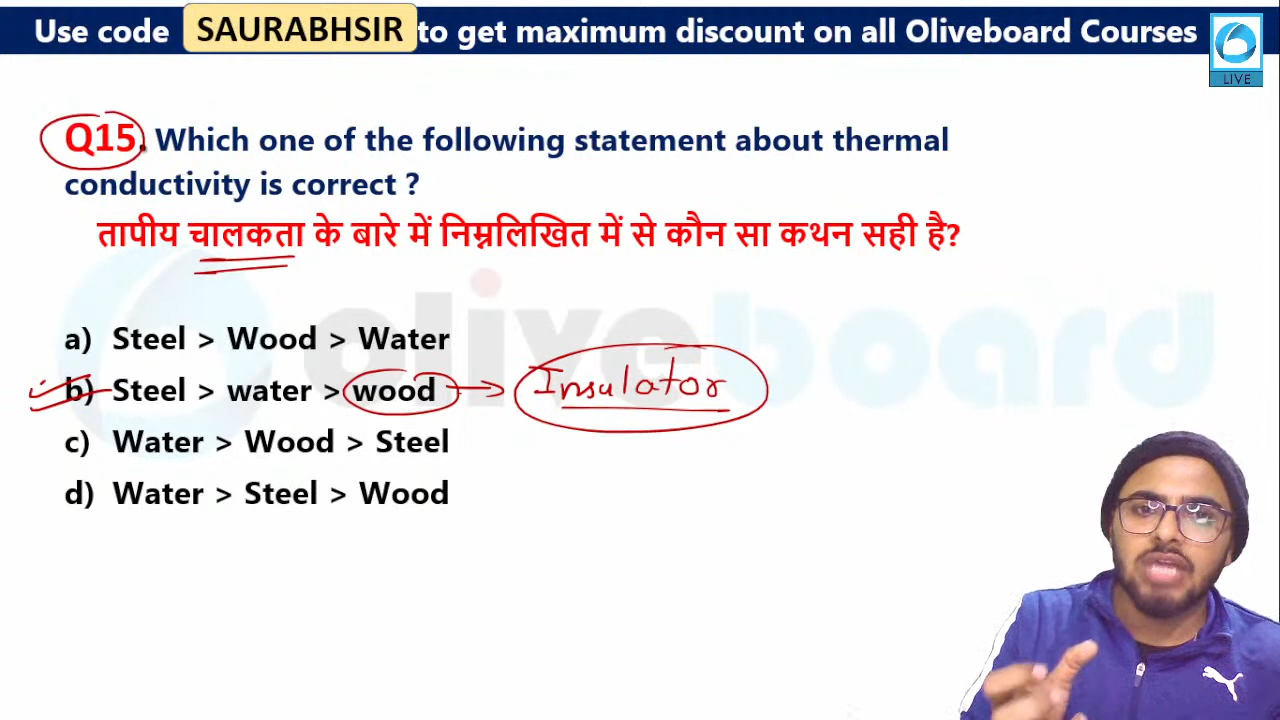 Use code SAURABHSIR to get maximum discount on all Oliveboard Courses
LIVE
Q15. Which one of the following statement about thermal
conductivity is correct ?
तापीय चालकता के बारे में निम्नलिखित में से कौन सा कथन सही है?
oliveboard
a) Steel > Wood > Water
b) Steel > water > wood → Insulator
c) Water > Wood > Steel
d) Water > Steel > Wood